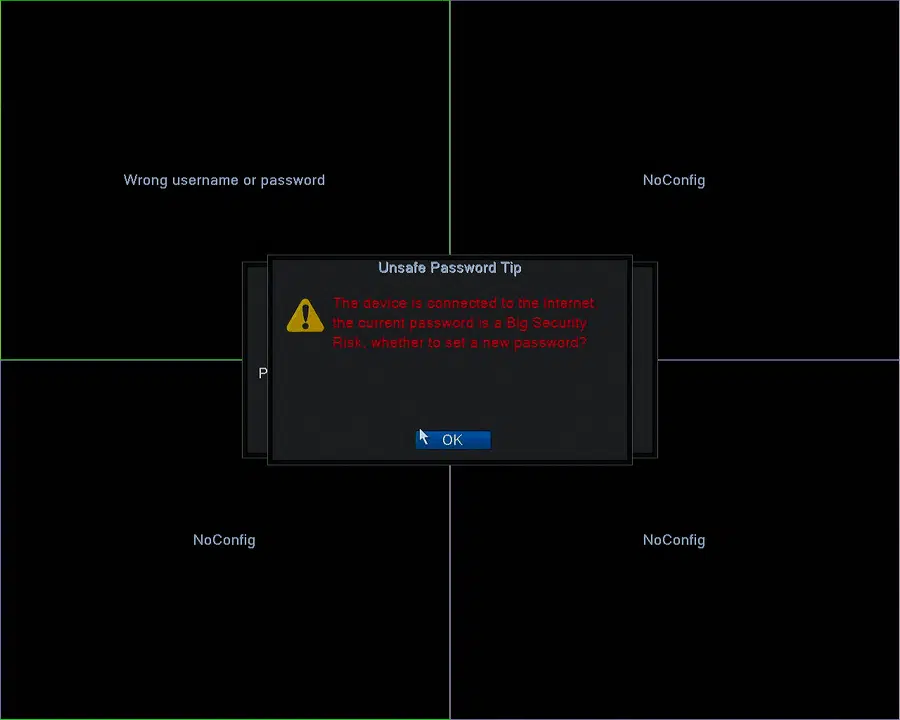 Wrong username or password
NoConfig
Unsafe Password Tip
The device is connected to the Internet
the current password is a Big Security
Risk, whether to set a new password?
P
OK
NoConfig
NoConfig